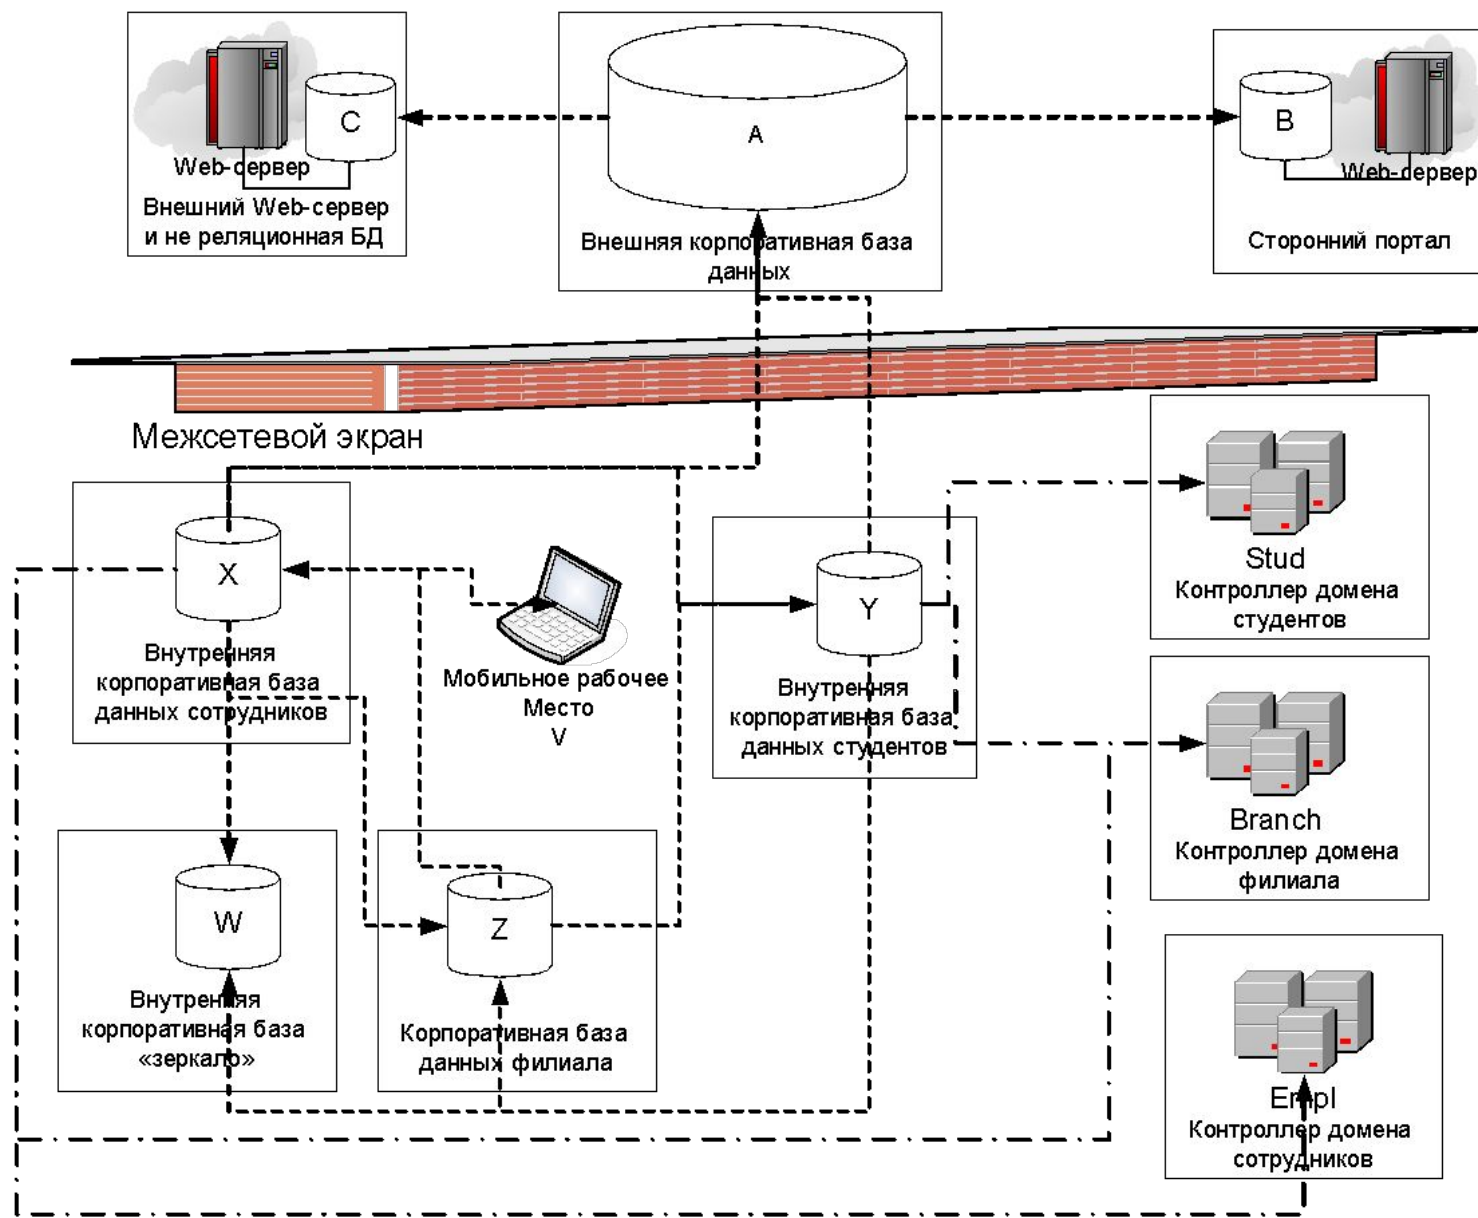 C
Web-сервер
Внешний Web-сервер
и не реляционная БД
A
Внешняя корпоративная база
данных
B
Web-сервер
Сторонний портал
Межсетевой экран
X
Внутренняя
корпоративная база
данных сотрудников
Мобильное рабочее
Место
V
Y
Внутренняя
корпоративная база
данных студентов
Stud
Контроллер домена
студентов
Branch
Контроллер домена
филиала
W
Внутренняя
корпоративная база
«зеркало»
Z
Корпоративная база
данных филиала
Empl
Контроллер домена
сотрудников